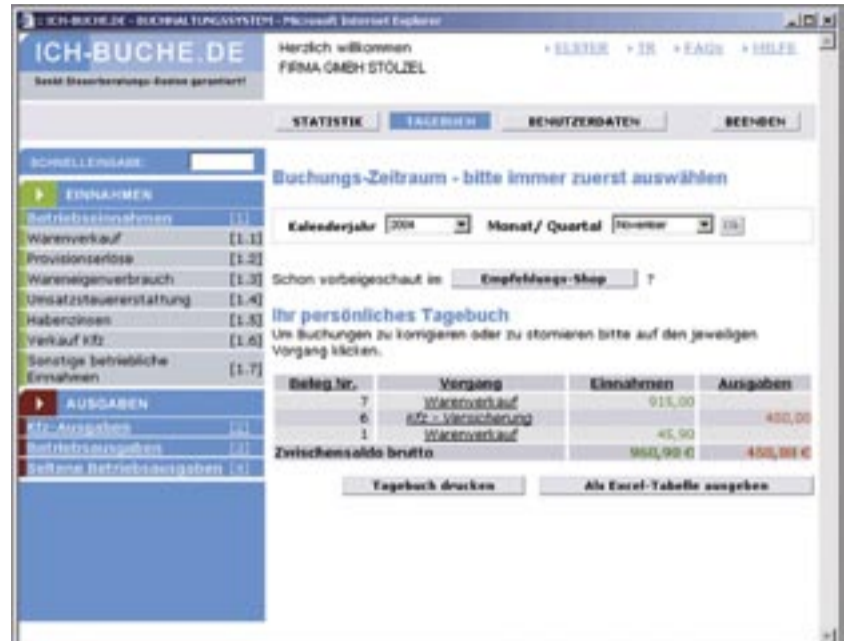 ICH-BUCHE.DE - BUCHHALTUNGSSYSTEM - Microsoft Internet Explorer
ICH-BUCHE.DE
Senkt Steuerberatungs-Kosten garantiert!
Herzlich willkommen
FIRMA GMBH STÖLZEL
ELSTER
FAQs
HILFE
STATISTIK
TAGEBUCH
BENUTZERDATEN
BEENDEN
SCHNELLEINGABE:
EINNAHMEN
Betriebseinnahmen [1]
Warenverkauf [1.1]
Provisionserlöse [1.2]
Wareneigenverbrauch [1.3]
Umsatzsteuererstattung [1.4]
Habenzinsen [1.5]
Verkauf Kfz [1.6]
Sonstige betriebliche
Einnahmen [1.7]
AUSGABEN
Kfz-Ausgaben [2]
Betriebsausgaben [3]
Seltene Betriebsausgaben [4]
Buchungs-Zeitraum - bitte immer zuerst auswählen
Kalenderjahr 2004 Monat/ Quartal November Ok
Schon vorbeigeschaut im Empfehlungs-Shop ?
Ihr persönliches Tagebuch
Um Buchungen zu korrigieren oder zu stornieren bitte auf den jeweiligen
Vorgang klicken.
Beleg Nr. Vorgang Einnahmen Ausgaben
7 Warenverkauf 915,00
6 Kfz - Versicherung 450,00
1 Warenverkauf 45,90
Zwischensaldo brutto 960,90 € 450,00 €
Tagebuch drucken
Als Excel-Tabelle ausgeben